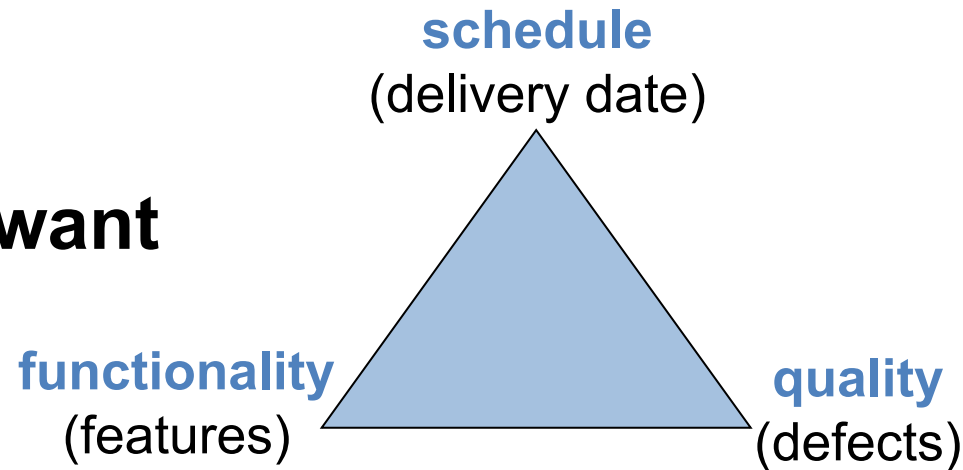 schedule
(delivery date)
want
functionality
(features)
quality
(defects)